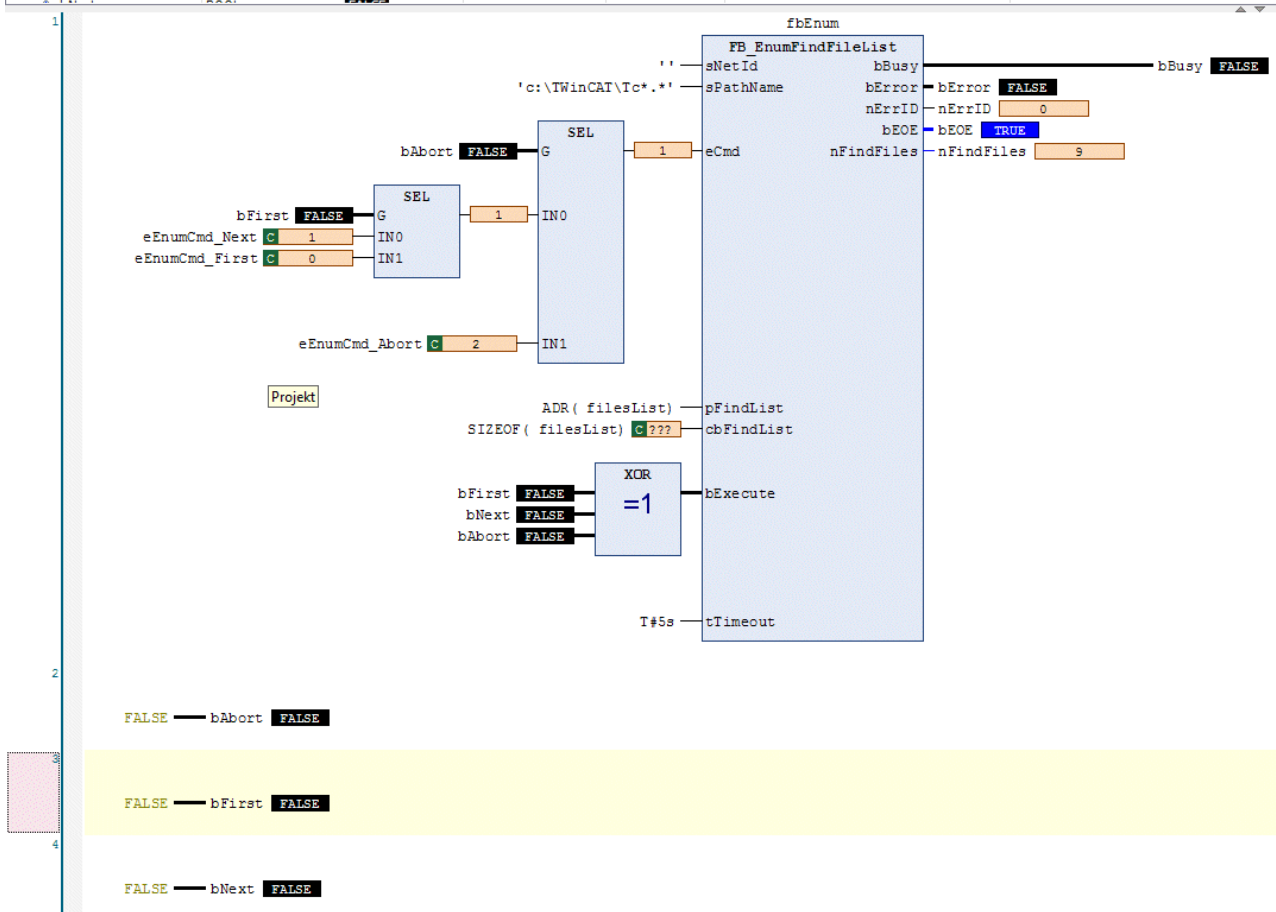 1
fbEnum
FB_EnumFindFileList
'' sNetId bBusy bBusy FALSE
'c:\TWinCAT\Tc*.*' sPathName bError bError FALSE
nErrID nErrID 0
SEL bEOE bEOE TRUE
bAbort FALSE G 1 eCmd nFindFiles nFindFiles 9
SEL
bFirst FALSE G 1 IN0
eEnumCmd_Next C 1 IN0
eEnumCmd_First C 0 IN1
eEnumCmd_Abort C 2 IN1
Projekt
ADR( filesList) pFindList
SIZEOF( filesList) C ??? cbFindList
XOR
bFirst FALSE =1 bExecute
bNext FALSE
bAbort FALSE
T#5s tTimeout
2
FALSE bAbort FALSE
3
FALSE bFirst FALSE
4
FALSE bNext FALSE